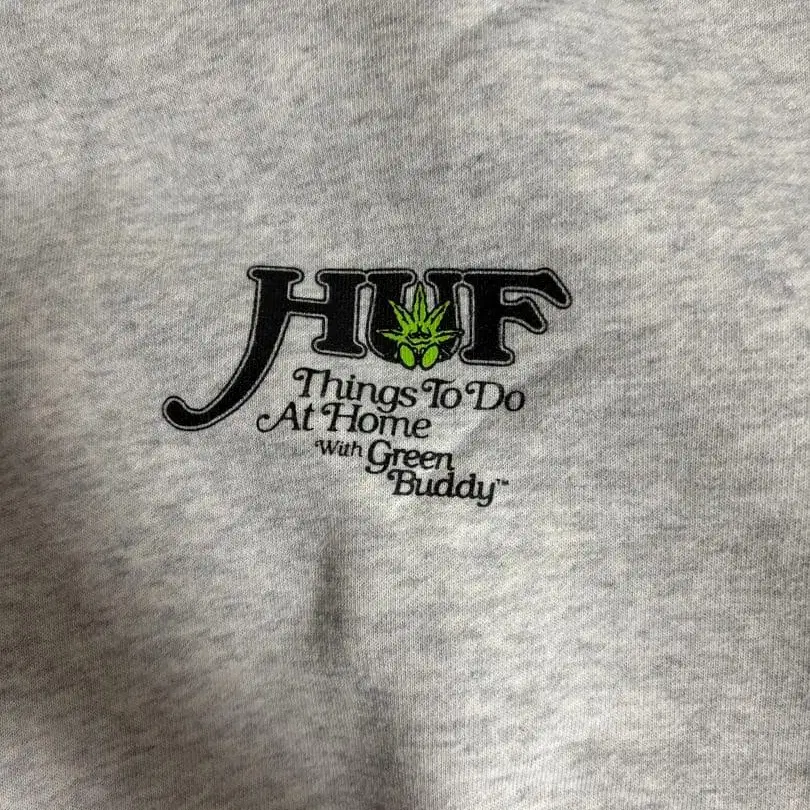 HUF
Things To Do
At Home
With Green
Buddy™